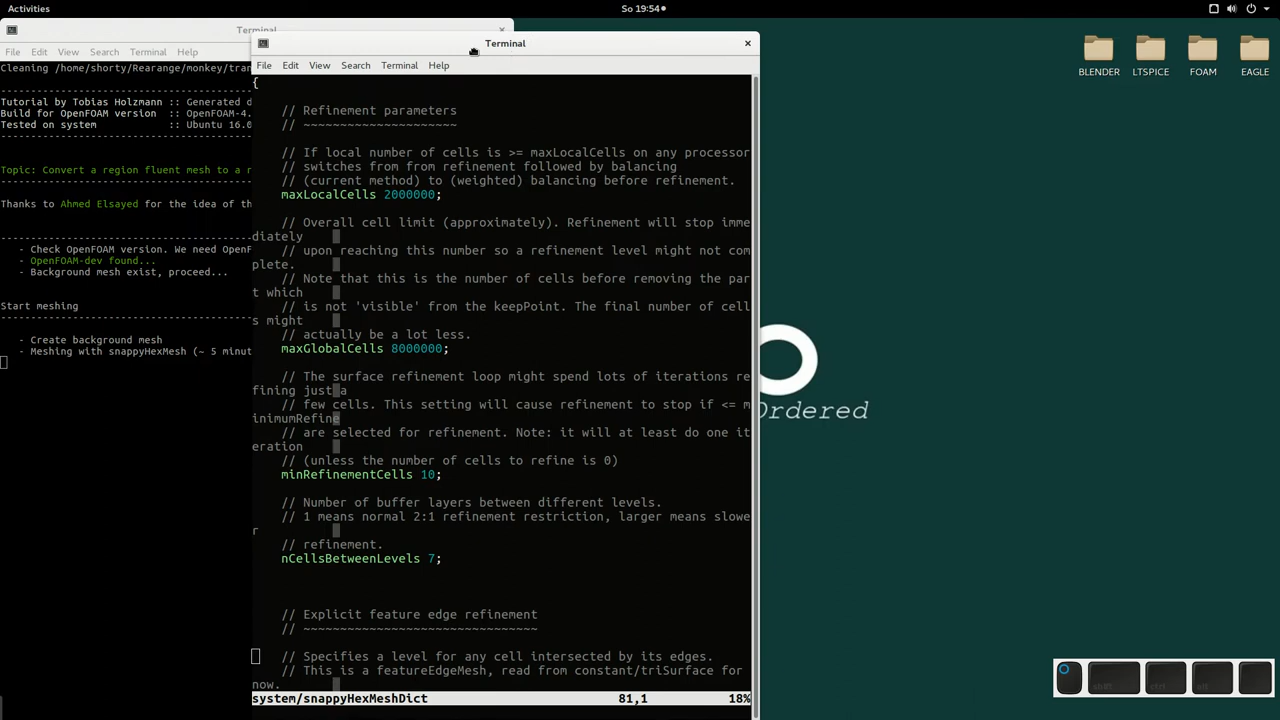 Activities
So 19:54
Terminal
File Edit View Search Terminal Help
Cleaning /home/shorty/Rearrange/monkey/tran
Tutorial by Tobias Holzmann :: Generated d
Build for OpenFOAM version :: OpenFOAM-4.
Tested on system :: Ubuntu 16.0
Topic: Convert a region fluent mesh to a r
Thanks to Ahmed Elsayed for the idea of th
- Check OpenFOAM version. We need OpenF
- OpenFOAM-dev found...
- Background mesh exist, proceed...
Start meshing
- Create background mesh
- Meshing with snappyHexMesh (~ 5 minut
Terminal
File Edit View Search Terminal Help
{
// Refinement parameters
// ~~~~~~~~~~~~~~~~~~~~~
// If local number of cells is >= maxLocalCells on any processor
// switches from from refinement followed by balancing
// (current method) to (weighted) balancing before refinement.
maxLocalCells 2000000;
// Overall cell limit (approximately). Refinement will stop imme
diately
// upon reaching this number so a refinement level might not com
plete.
// Note that this is the number of cells before removing the par
t which
// is not 'visible' from the keepPoint. The final number of cell
s might
// actually be a lot less.
maxGlobalCells 8000000;
// The surface refinement loop might spend lots of iterations re
fining just a
// few cells. This setting will cause refinement to stop if <= m
inimumRefine
// are selected for refinement. Note: it will at least do one it
eration
// (unless the number of cells to refine is 0)
minRefinementCells 10;
// Number of buffer layers between different levels.
// 1 means normal 2:1 refinement restriction, larger means slowe
r
// refinement.
nCellsBetweenLevels 7;
// Explicit feature edge refinement
// ~~~~~~~~~~~~~~~~~~~~~~~~~~~~~~~~
// Specifies a level for any cell intersected by its edges.
// This is a featureEdgeMesh, read from constant/triSurface for
now.
system/snappyHexMeshDict 81,1 18%
BLENDER
LTSPICE
FOAM
EAGLE
Ordered
shift
ctrl
alt